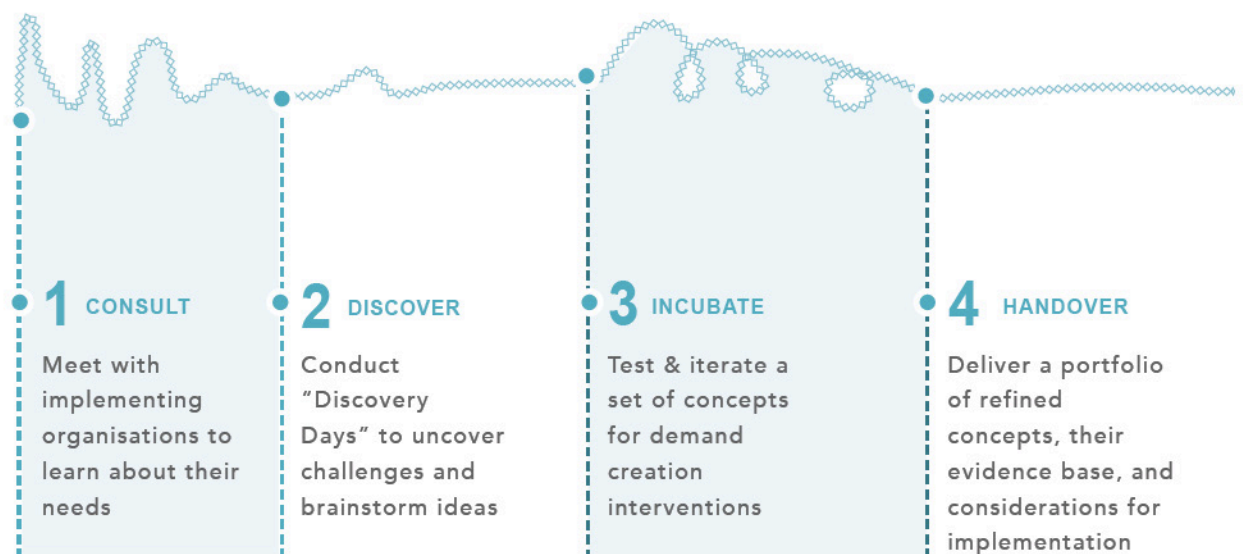 1 CONSULT
Meet with
implementing
organisations to
learn about their
needs
2 DISCOVER
Conduct
“Discovery
Days” to uncover
challenges and
brainstorm ideas
3 INCUBATE
Test & iterate a
set of concepts
for demand
creation
interventions
4 HANDOVER
Deliver a portfolio
of refined
concepts, their
evidence base, and
considerations for
implementation